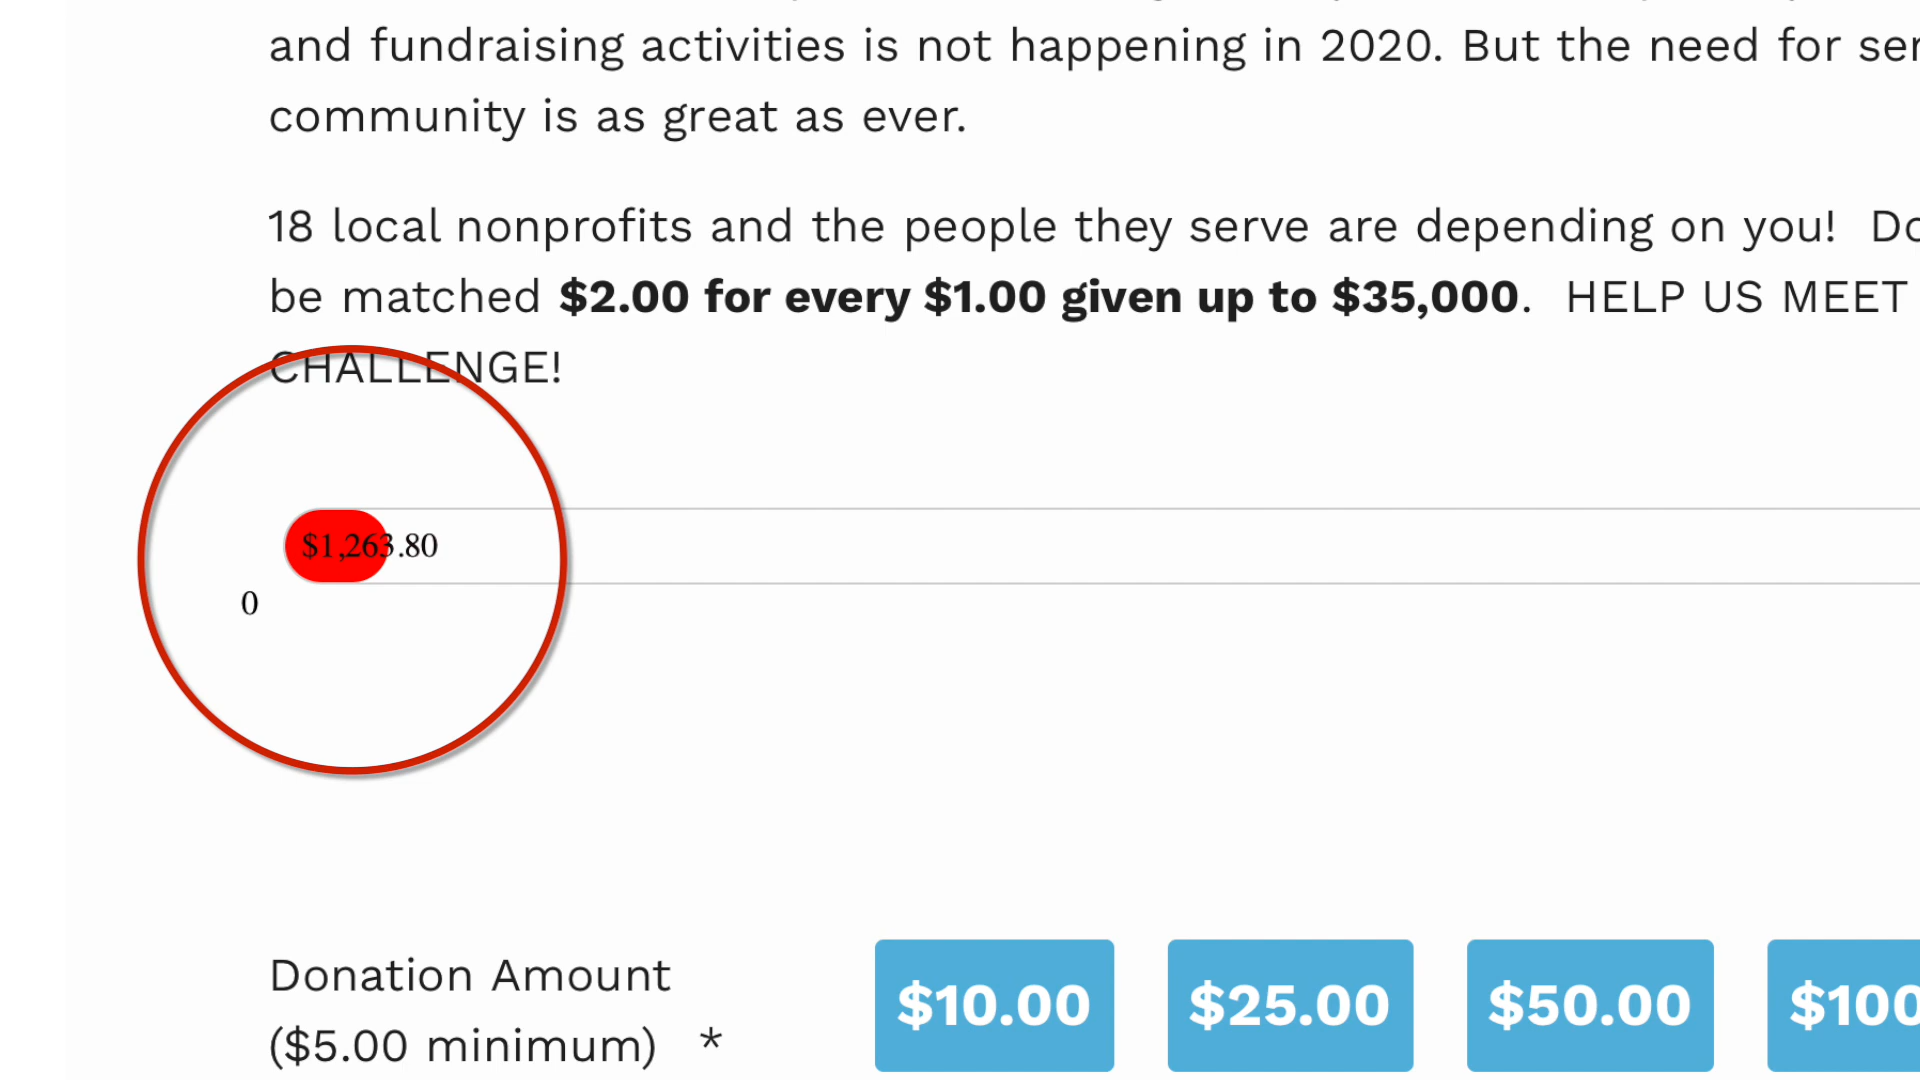 and fundraising activities is not happening in 2020. But the need for
community is as great as ever.
18 local nonprofits and the people they serve are depending on you!
be matched $2.00 for every $1.00 given up to $35,000. HELP US MEET
CHALLENGE!
$1,263.80
0
Donation Amount
($5.00 minimum) *
$10.00 $25.00 $50.00 $100